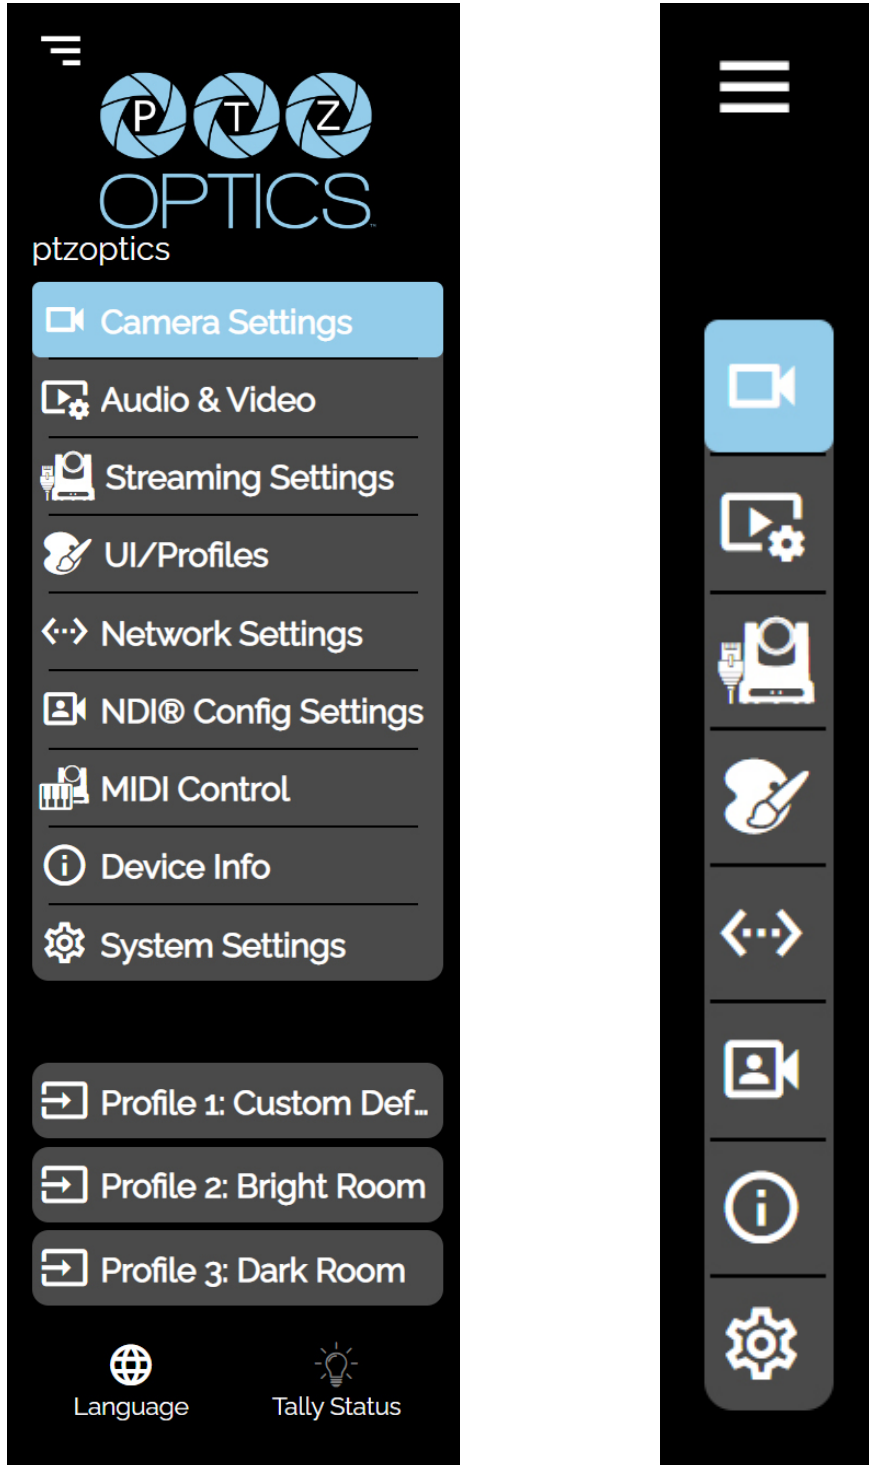 P T Z
OPTICS™
ptzoptics
Camera Settings
Audio & Video
Streaming Settings
UI/Profiles
Network Settings
NDI® Config Settings
MIDI Control
Device Info
System Settings
Profile 1: Custom Def...
Profile 2: Bright Room
Profile 3: Dark Room
Language
Tally Status